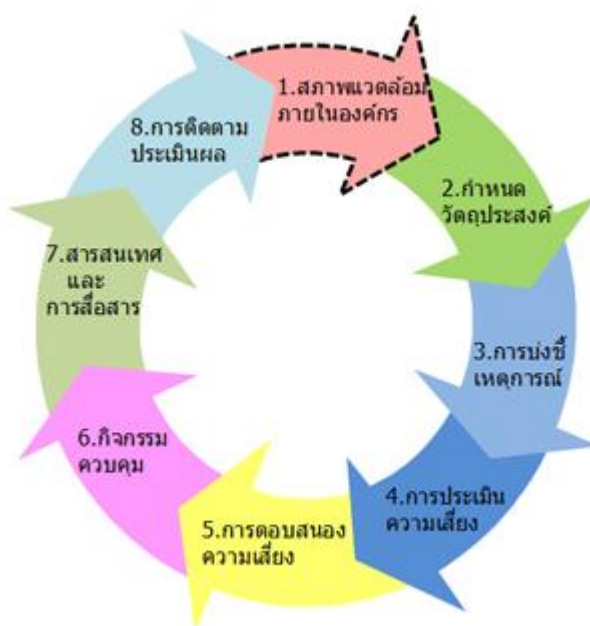 1.สภาพแวดล้อม
ภายในองค์กร
2.กำหนด
วัตถุประสงค์
3.การบ่งชี้
เหตุการณ์
4.การประเมิน
ความเสี่ยง
5.การตอบสนอง
ความเสี่ยง
6.กิจกรรม
ควบคุม
7.สารสนเทศ
และ
การสื่อสาร
8.การติดตาม
ประเมินผล